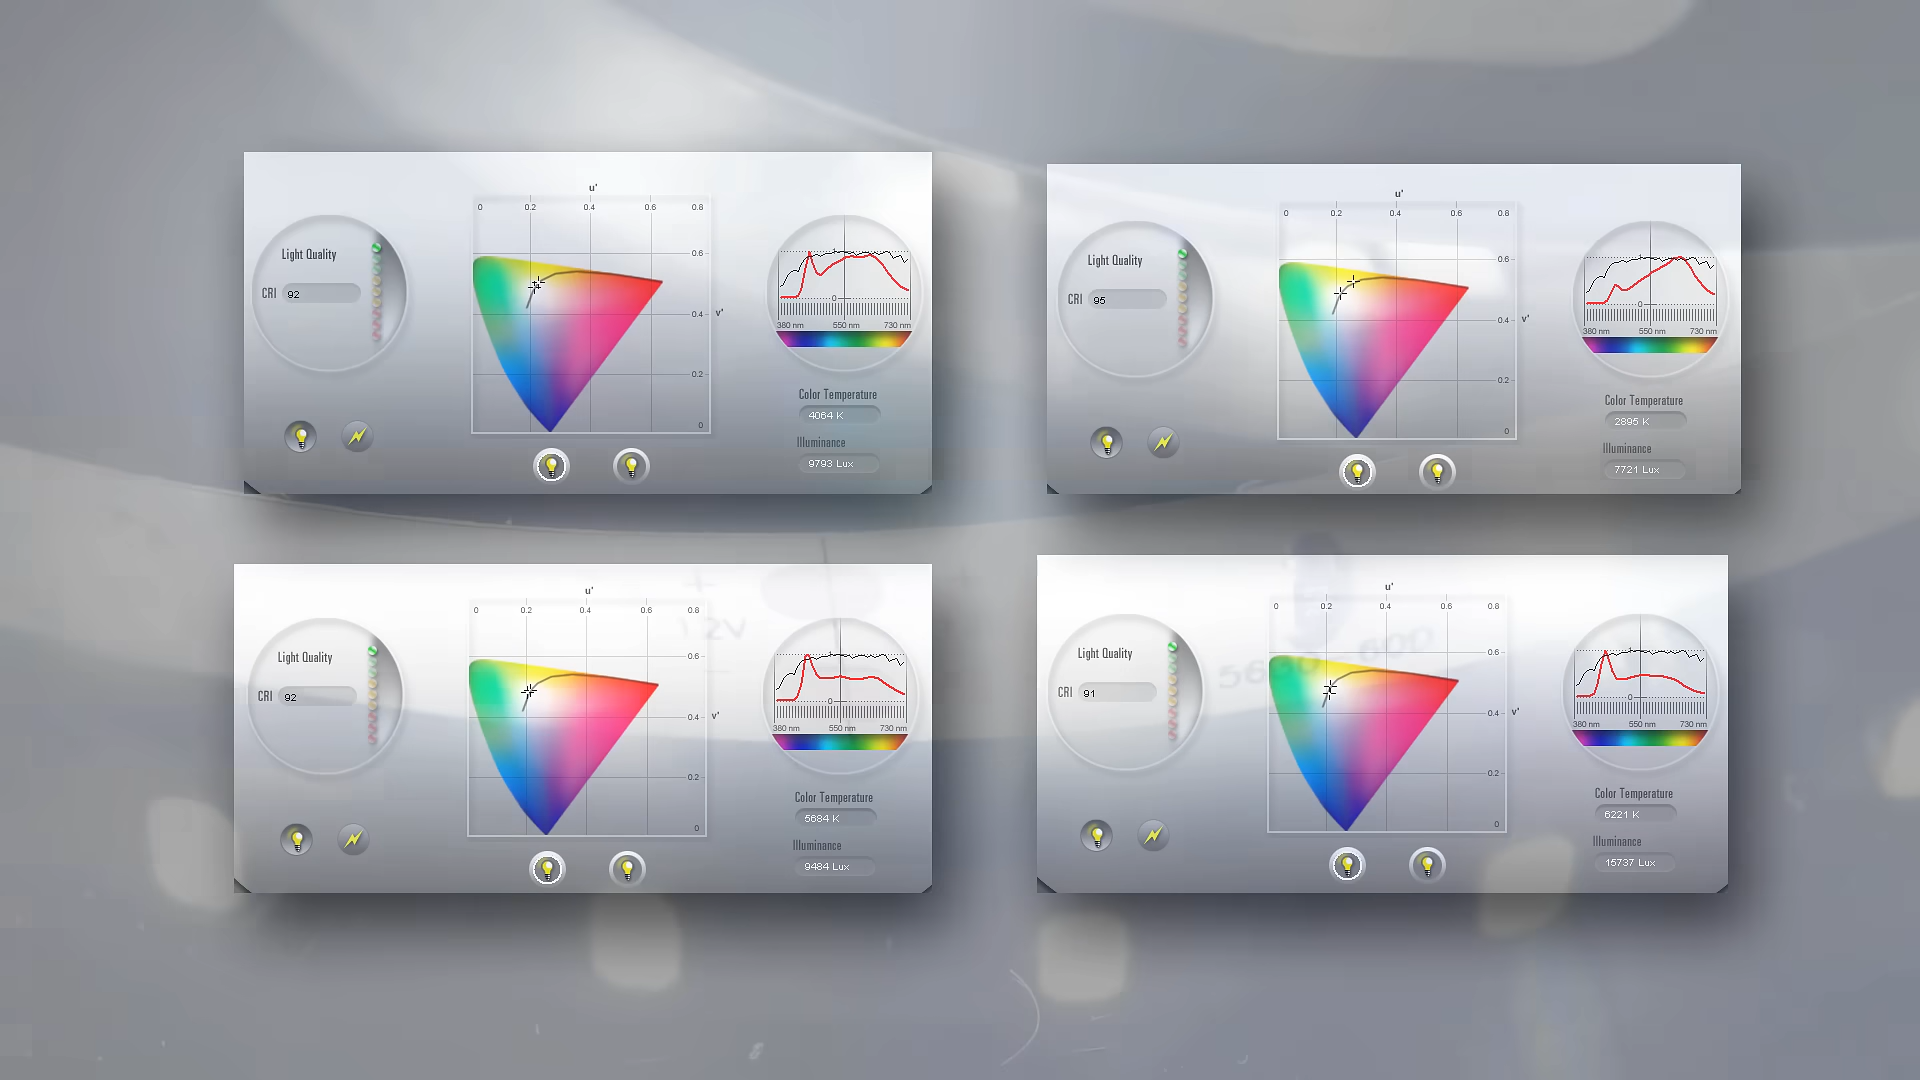 u'
0 0.2 0.4 0.6 0.8
Light Quality
0.6
CRI 92
0
0.4 v'
380 nm 550 nm 730 nm
0.2
Color Temperature
4064 K
0
Illuminance
9793 Lux
u'
0 0.2 0.4 0.6 0.8
Light Quality
0.6
CRI 95
0
0.4 v'
380 nm 550 nm 730 nm
0.2
Color Temperature
2895 K
0
Illuminance
7721 Lux
u'
0 0.2 0.4 0.6 0.8
12V
Light Quality
0.6
CRI 92
0
0.4 v'
380 nm 550 nm 730 nm
0.2
Color Temperature
5684 K
0
Illuminance
9484 Lux
u'
0 0.2 0.4 0.6 0.8
Light Quality
0.6
CRI 91
0
0.4 v'
380 nm 550 nm 730 nm
0.2
Color Temperature
6221 K
0
Illuminance
15737 Lux